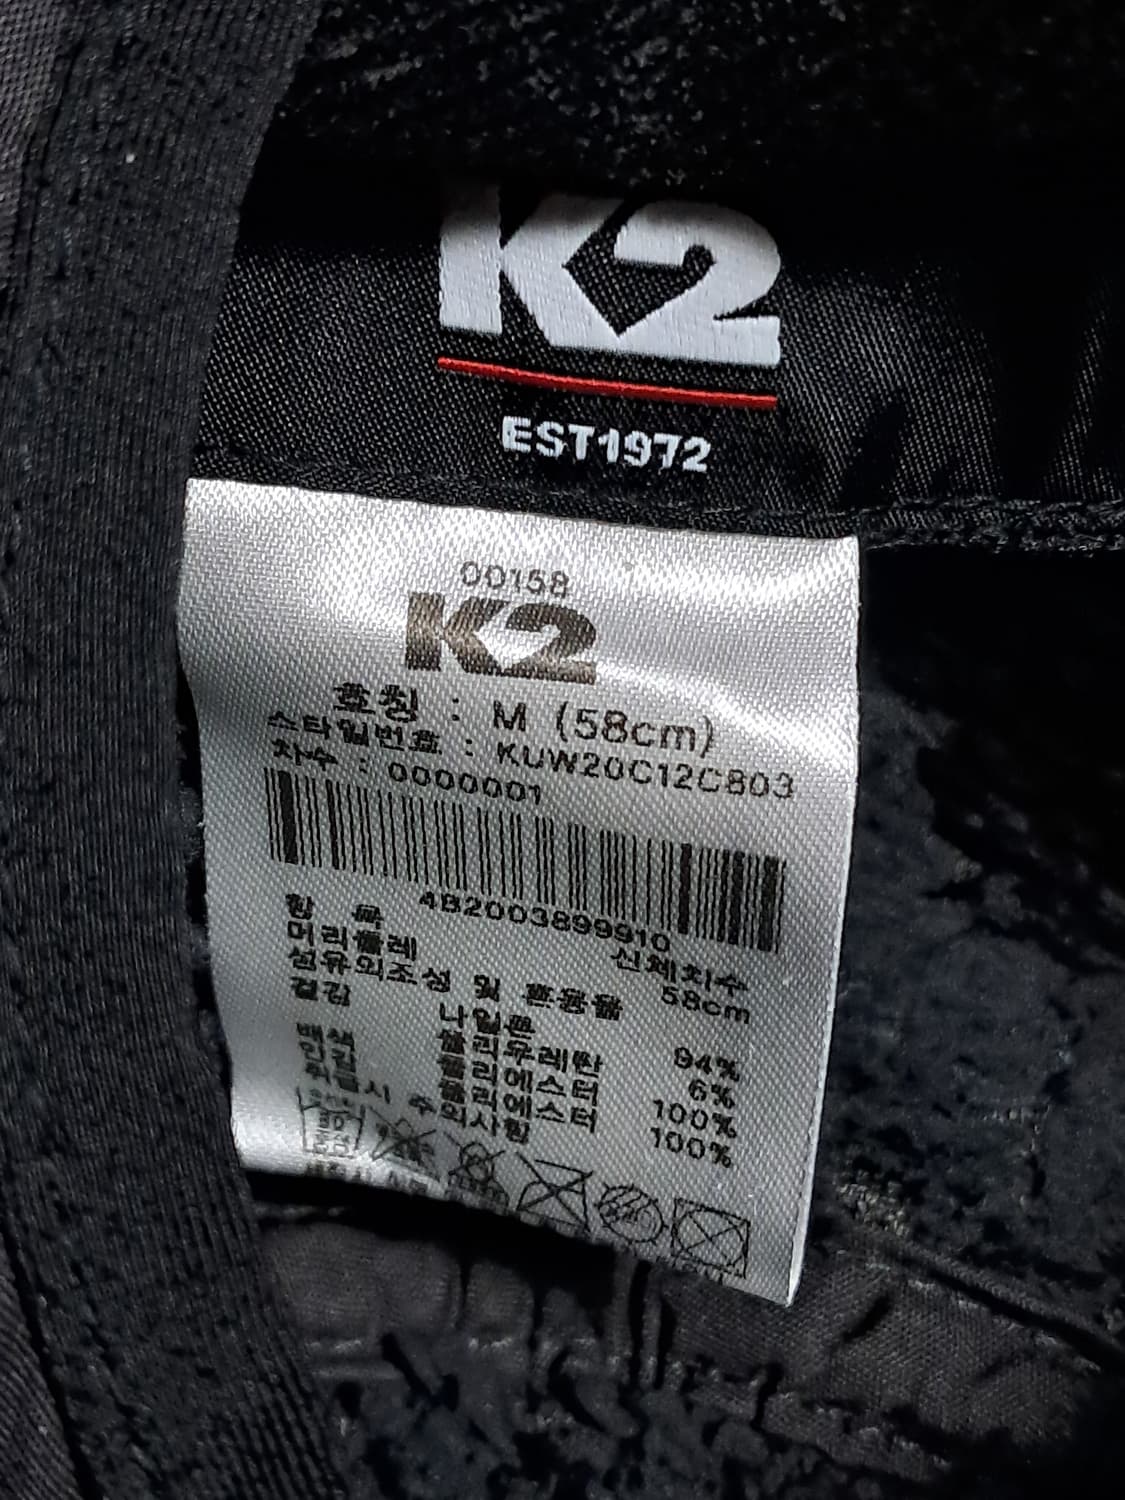 K2
EST1972
00158
K2
호칭 : M (58cm)
스타일번호 : KUW20C12C803
차수 : 0000001
4B2003899910
항 목 신체치수
머리둘레 58cm
섬유의조성 및 혼용율
겉감 나일론 94%
폴리우레탄 6%
배색 폴리에스터 100%
안감 폴리에스터 100%
취급시 주의사항